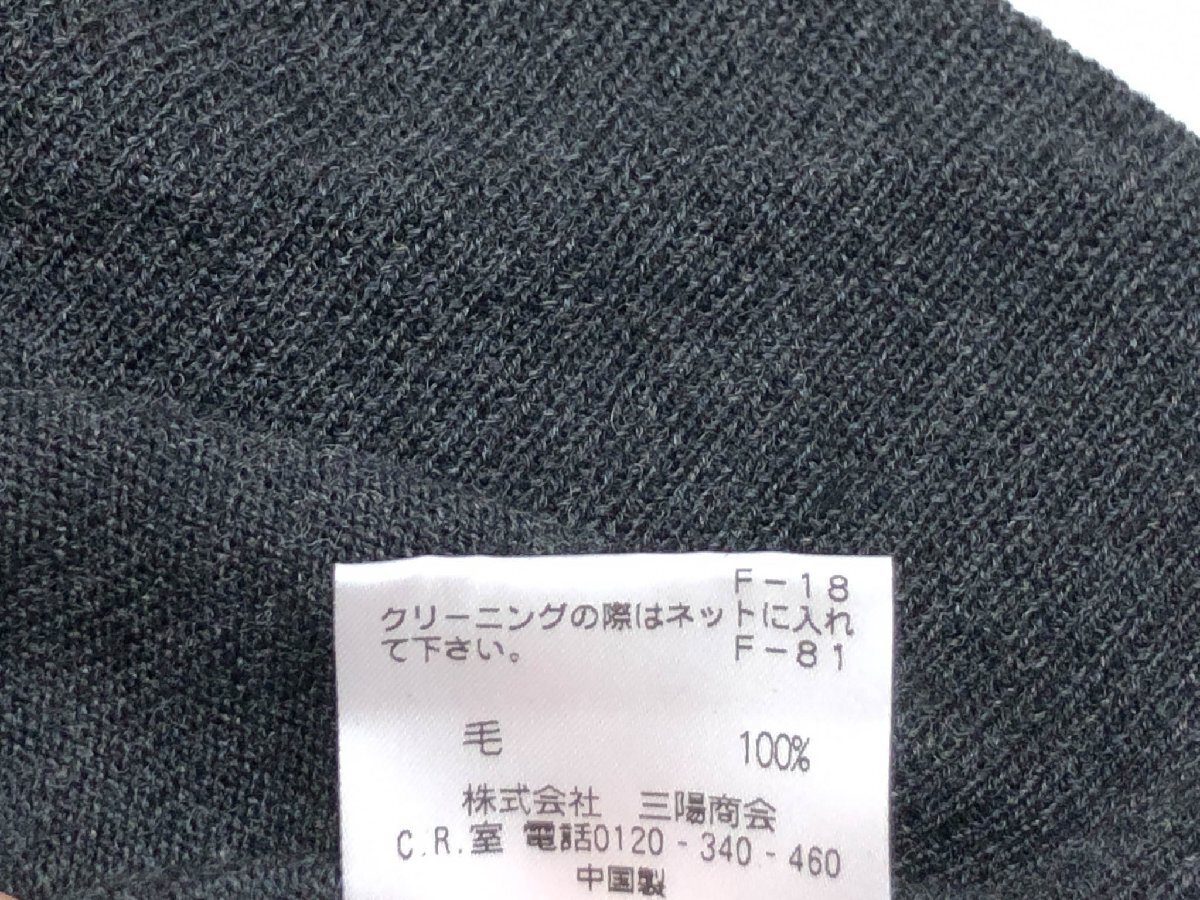 F-18
クリーニングの際はネットに入れ
て下さい。 F-81
毛 100%
株式会社 三陽商会
C.R.室 電話0120-340-460
中国製